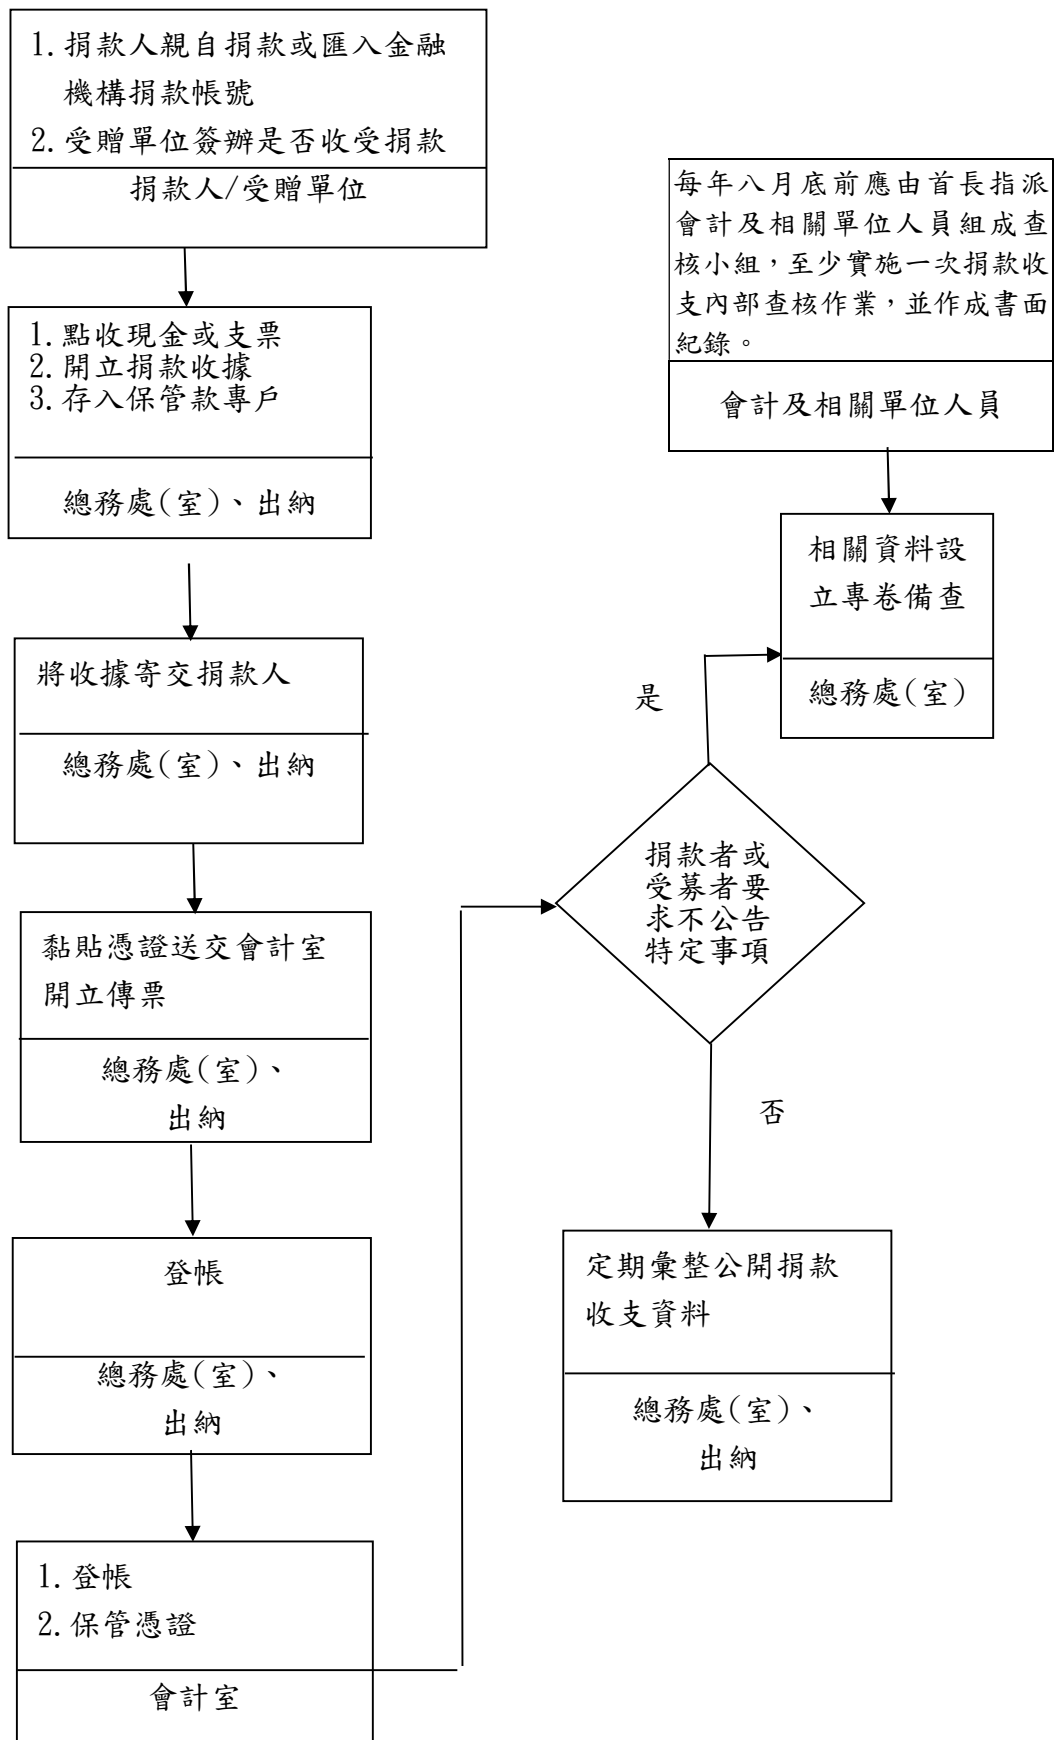 1. 捐款人親自捐款或匯入金融
機構捐款帳號
2. 受贈單位簽辦是否收受捐款
捐款人/受贈單位
1. 點收現金或支票
2. 開立捐款收據
3. 存入保管款專戶
總務處(室)、出納
將收據寄交捐款人
總務處(室)、出納
黏貼憑證送交會計室
開立傳票
總務處(室)、
出納
登帳
總務處(室)、
出納
1. 登帳
2. 保管憑證
會計室
每年八月底前應由首長指派
會計及相關單位人員組成查
核小組，至少實施一次捐款收
支內部查核作業，並作成書面
紀錄。
會計及相關單位人員
相關資料設
立專卷備查
總務處(室)
是
捐款者或
受募者要
求不公告
特定事項
否
定期彙整公開捐款
收支資料
總務處(室)、
出納